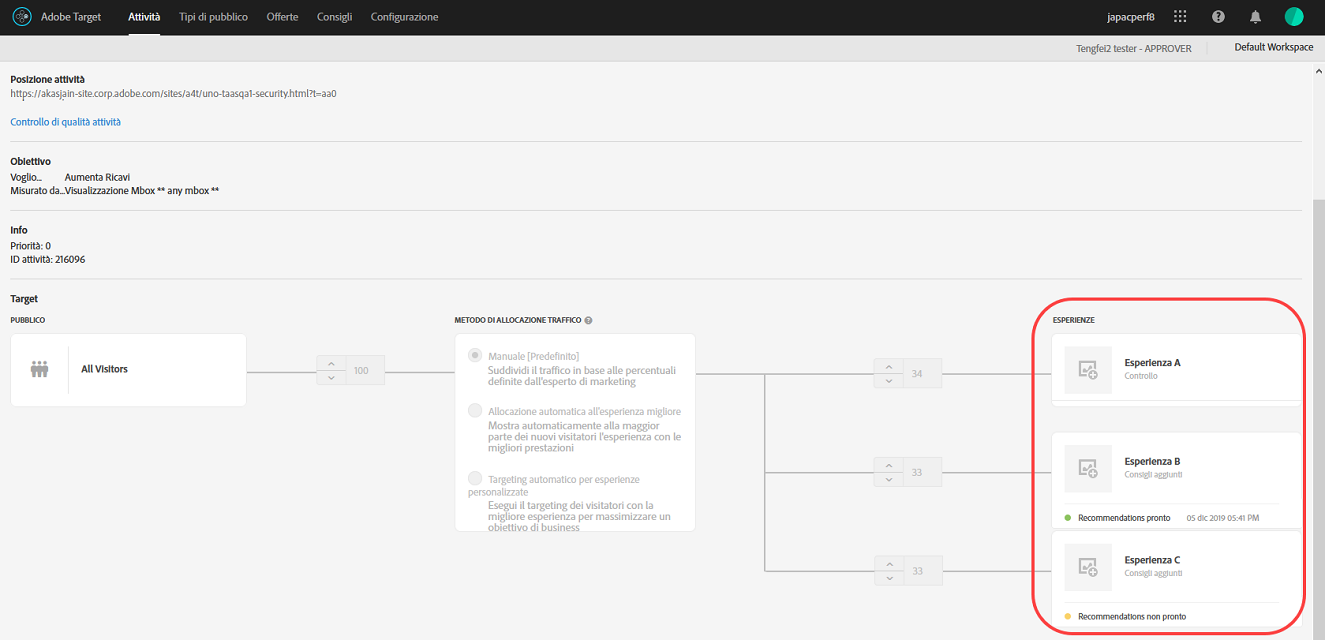 Adobe Target Attività Tipi di pubblico Offerte Consigli Configurazione japacperf8
Tengfei2 tester - APPROVER Default Workspace
Posizione attività
https://akasjain-site.corp.adobe.com/sites/a4t/uno-taasqa1-security.html?t=aa0
Controllo di qualità attività
Obiettivo
Voglio... Aumenta Ricavi
Misurato da...Visualizzazione Mbox ** any mbox **
Info
Priorità: 0
ID attività: 216096
Target
PUBBLICO
All Visitors
100
METODO DI ALLOCAZIONE TRAFFICO ?
Manuale [Predefinito]
Suddividi il traffico in base alle percentuali
definite dall'esperto di marketing
Allocazione automatica all'esperienza migliore
Mostra automaticamente alla maggior
parte dei nuovi visitatori l'esperienza con le
migliori prestazioni
Targeting automatico per esperienze
personalizzate
Esegui il targeting dei visitatori con la
migliore esperienza per massimizzare un
obiettivo di business
34
33
33
ESPERIENZE
Esperienza A
Controllo
Esperienza B
Consigli aggiunti
Recommendations pronto 05 dic 2019 05:41 PM
Esperienza C
Consigli aggiunti
Recommendations non pronto